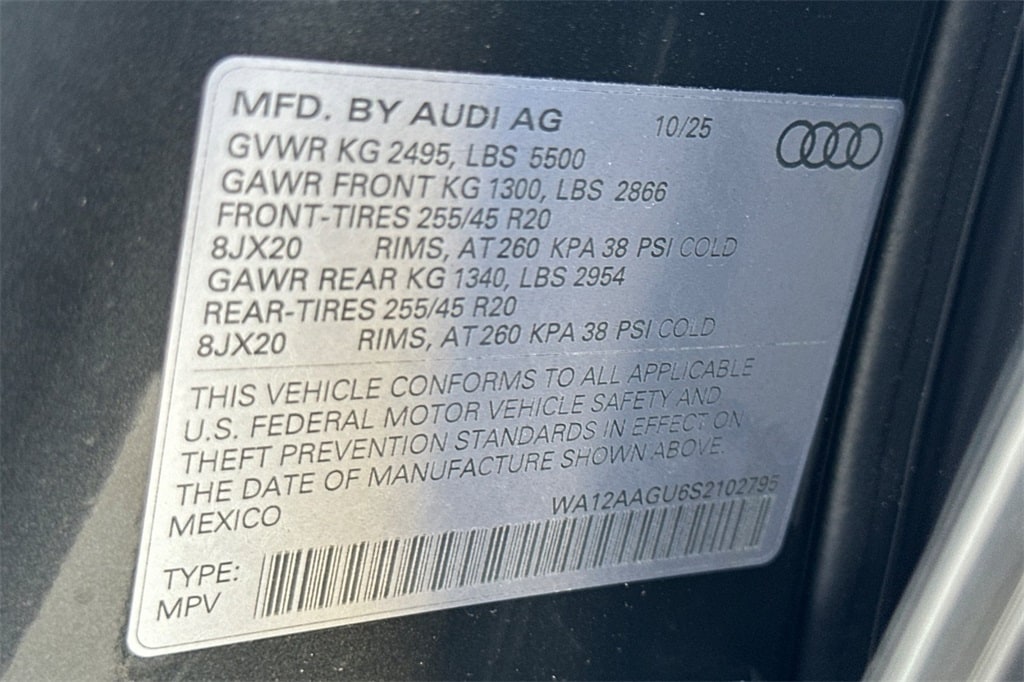 MFD. BY AUDI AG 10/25
GVWR KG 2495, LBS 5500
GAWR FRONT KG 1300, LBS 2866
FRONT-TIRES 255/45 R20
8JX20 RIMS, AT 260 KPA 38 PSI COLD
GAWR REAR KG 1340, LBS 2954
REAR-TIRES 255/45 R20
8JX20 RIMS, AT 260 KPA 38 PSI COLD
THIS VEHICLE CONFORMS TO ALL APPLICABLE
U.S. FEDERAL MOTOR VEHICLE SAFETY AND
THEFT PREVENTION STANDARDS IN EFFECT ON
THE DATE OF MANUFACTURE SHOWN ABOVE.
MEXICO WA12AAGU6S2102795
TYPE:
MPV